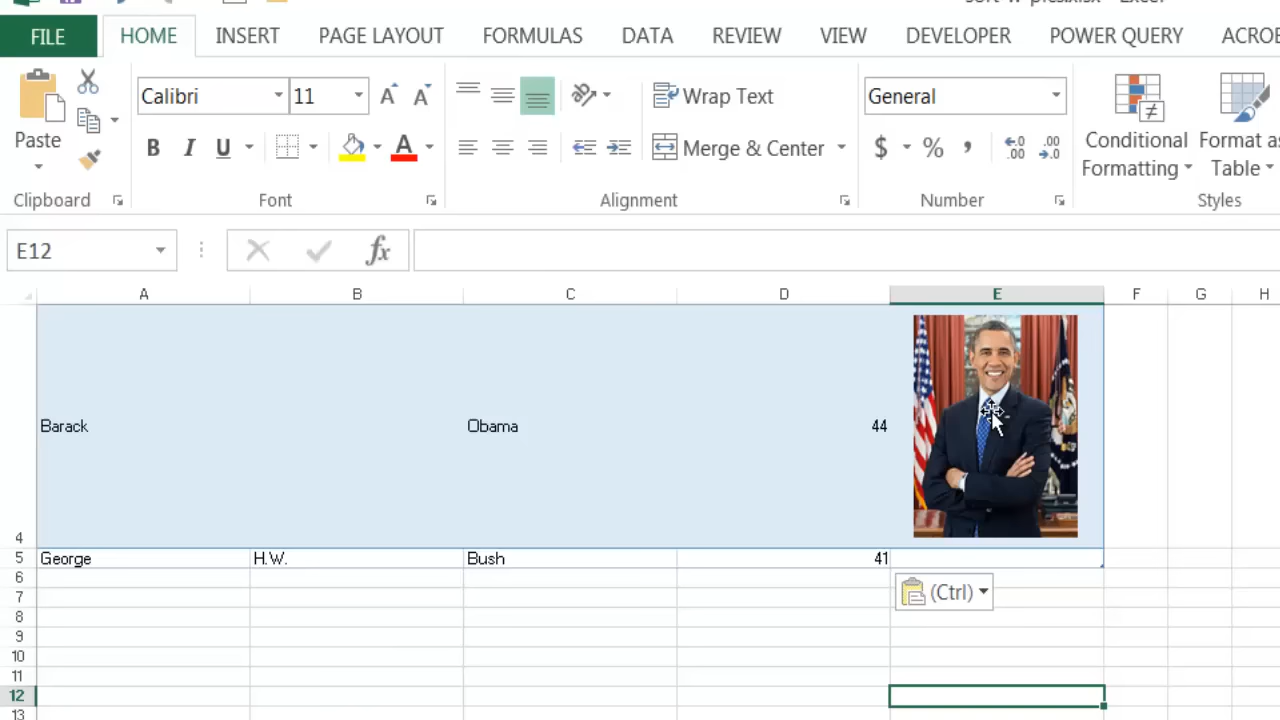 FILE HOME INSERT PAGE LAYOUT FORMULAS DATA REVIEW VIEW DEVELOPER POWER QUERY
Calibri 11 A A Wrap Text General
Paste B I U A Merge & Center $ % , .00 .0 Conditional Formatting Format as Table
Clipboard Font Alignment Number Styles
E12 fx
A B C D E F G H
4 Barack Obama 44
5 George H.W. Bush 41
6 (Ctrl)
7
8
9
10
11
12
13